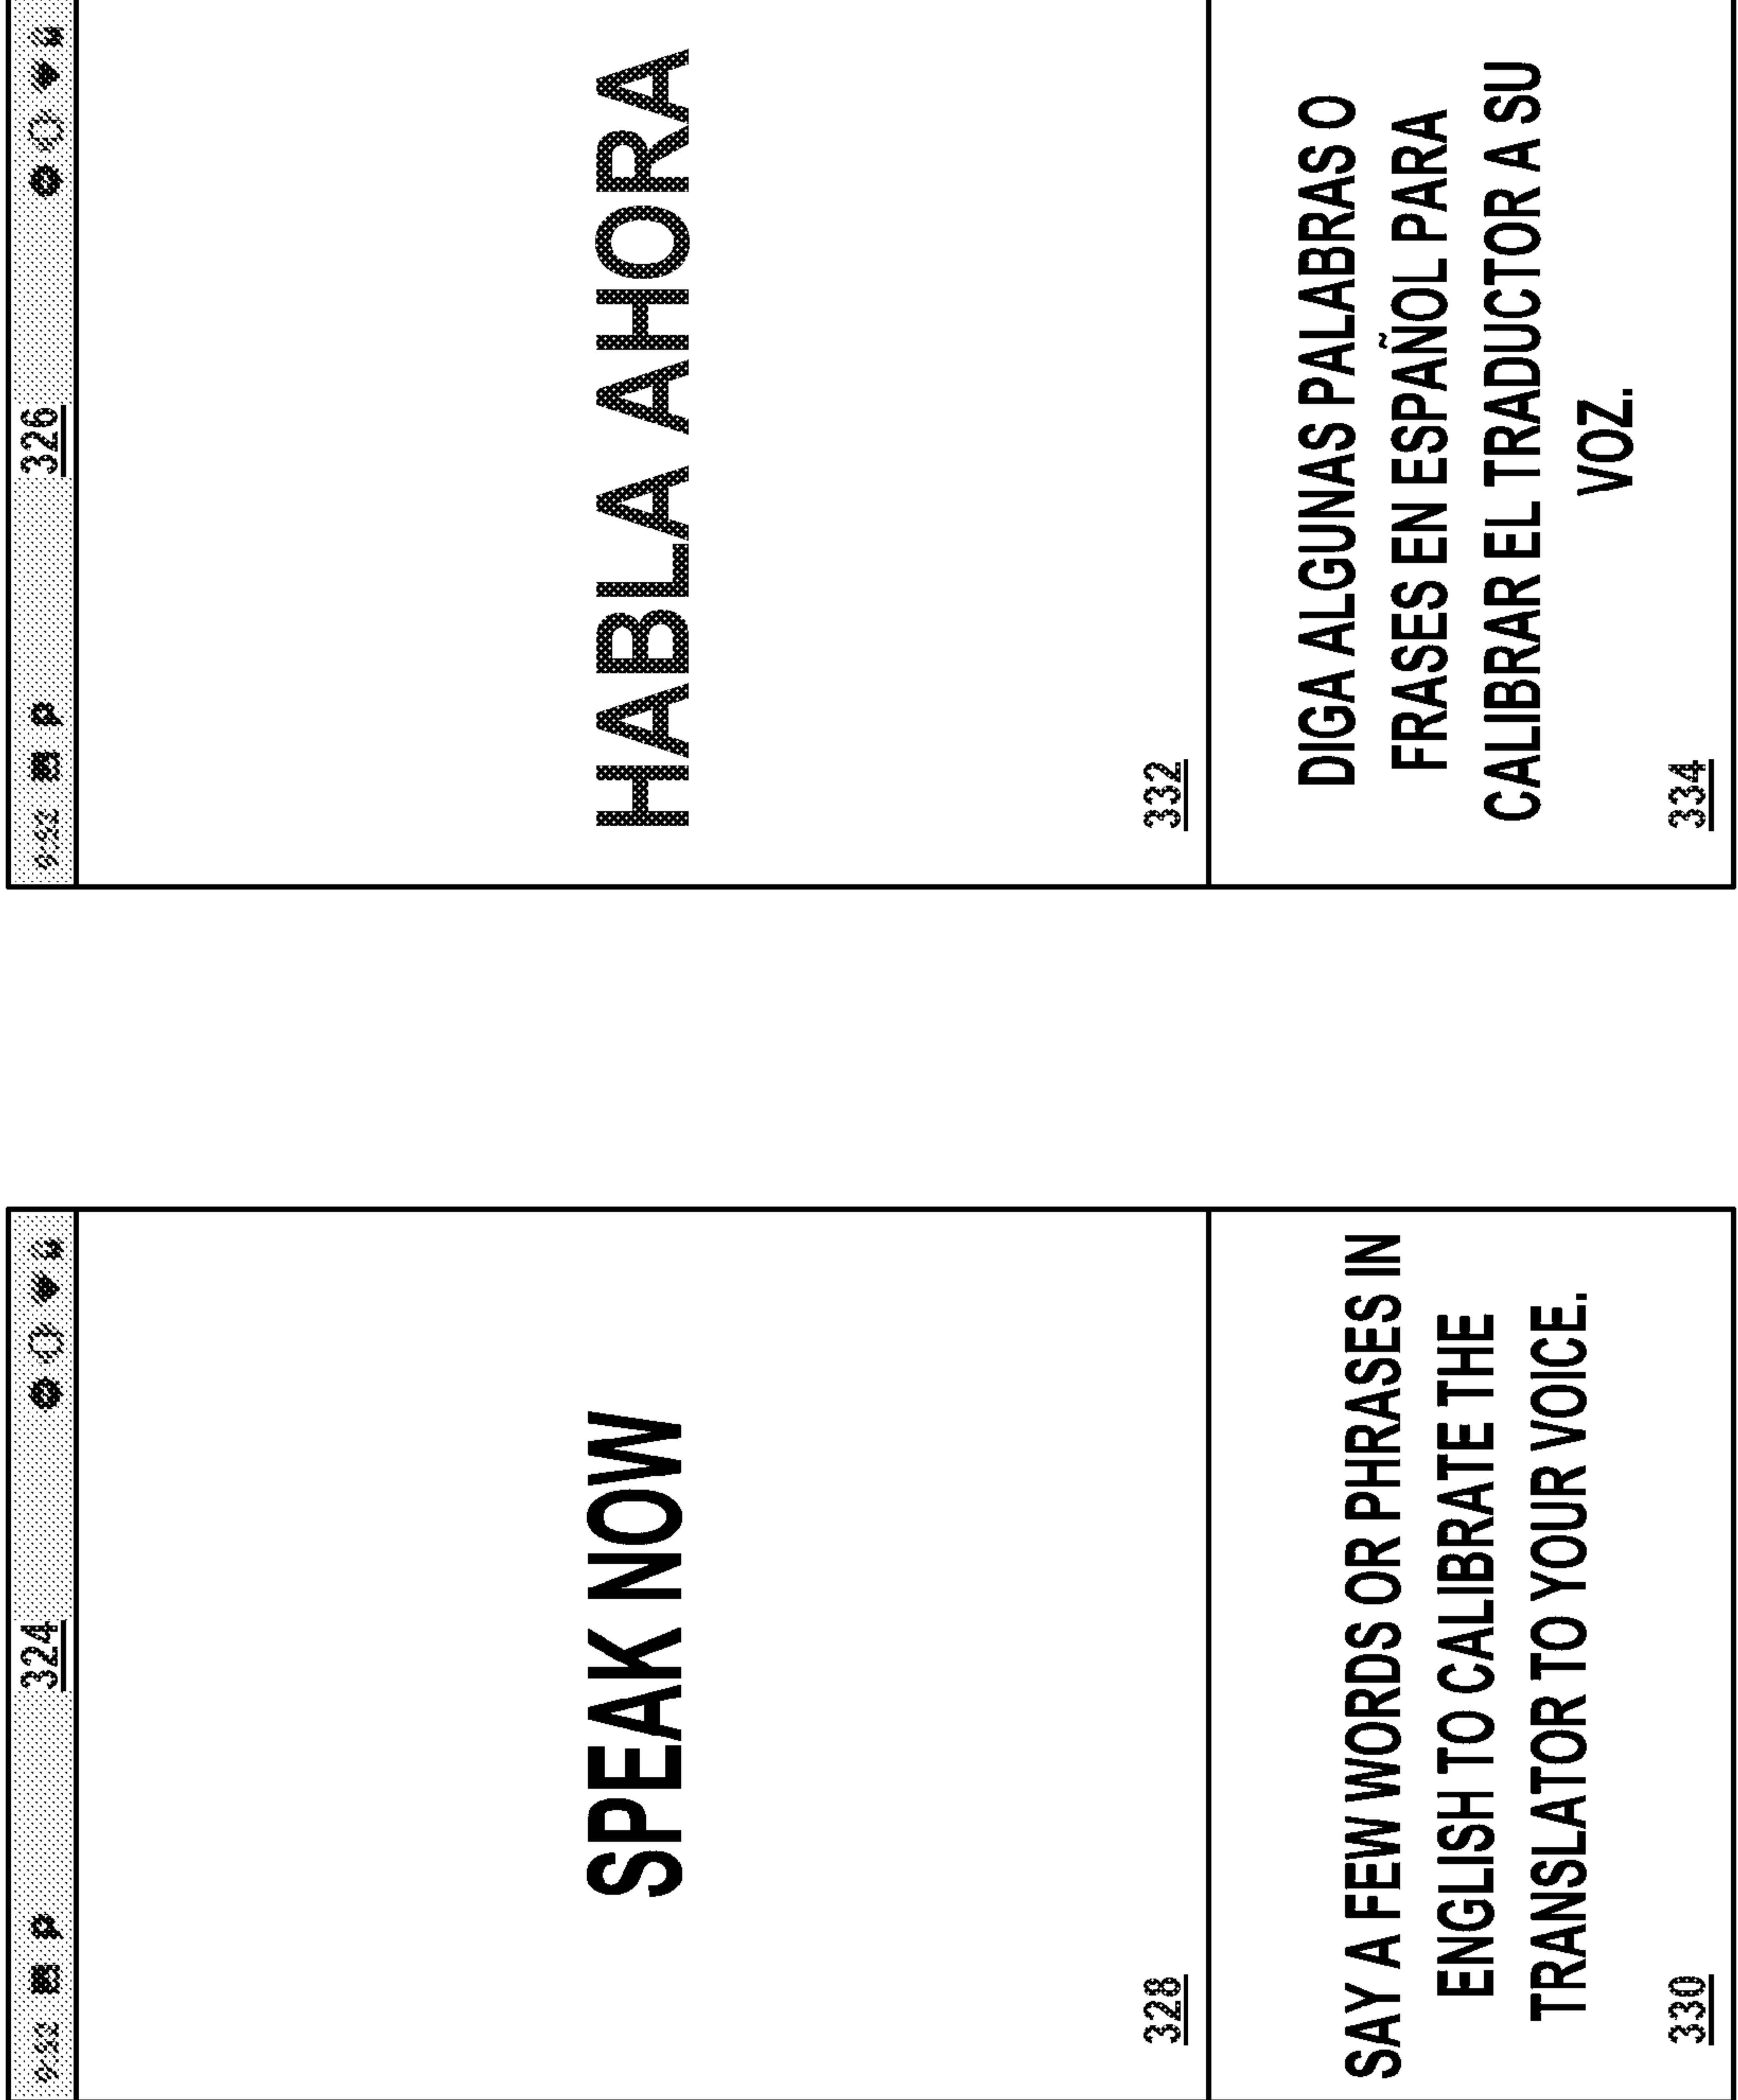 324
SPEAK NOW
328
SAY A FEW WORDS OR PHRASES IN
ENGLISH TO CALIBRATE THE
TRANSLATOR TO YOUR VOICE.
330
326
HABLA AHORA
332
DIGA ALGUNAS PALABRAS O
FRASES EN ESPAÑOL PARA
CALIBRAR EL TRADUCTOR A SU
VOZ.
334